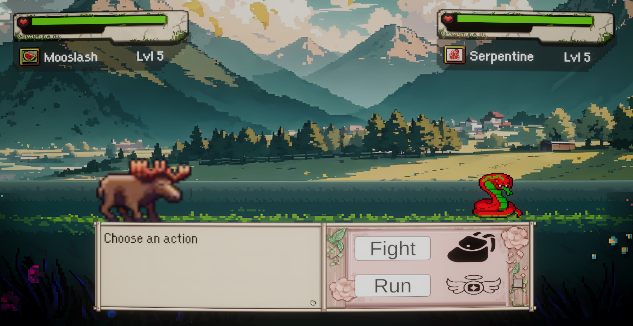 Mooslash Lvl 5
Serpentine Lvl 5
Choose an action
Fight
Run